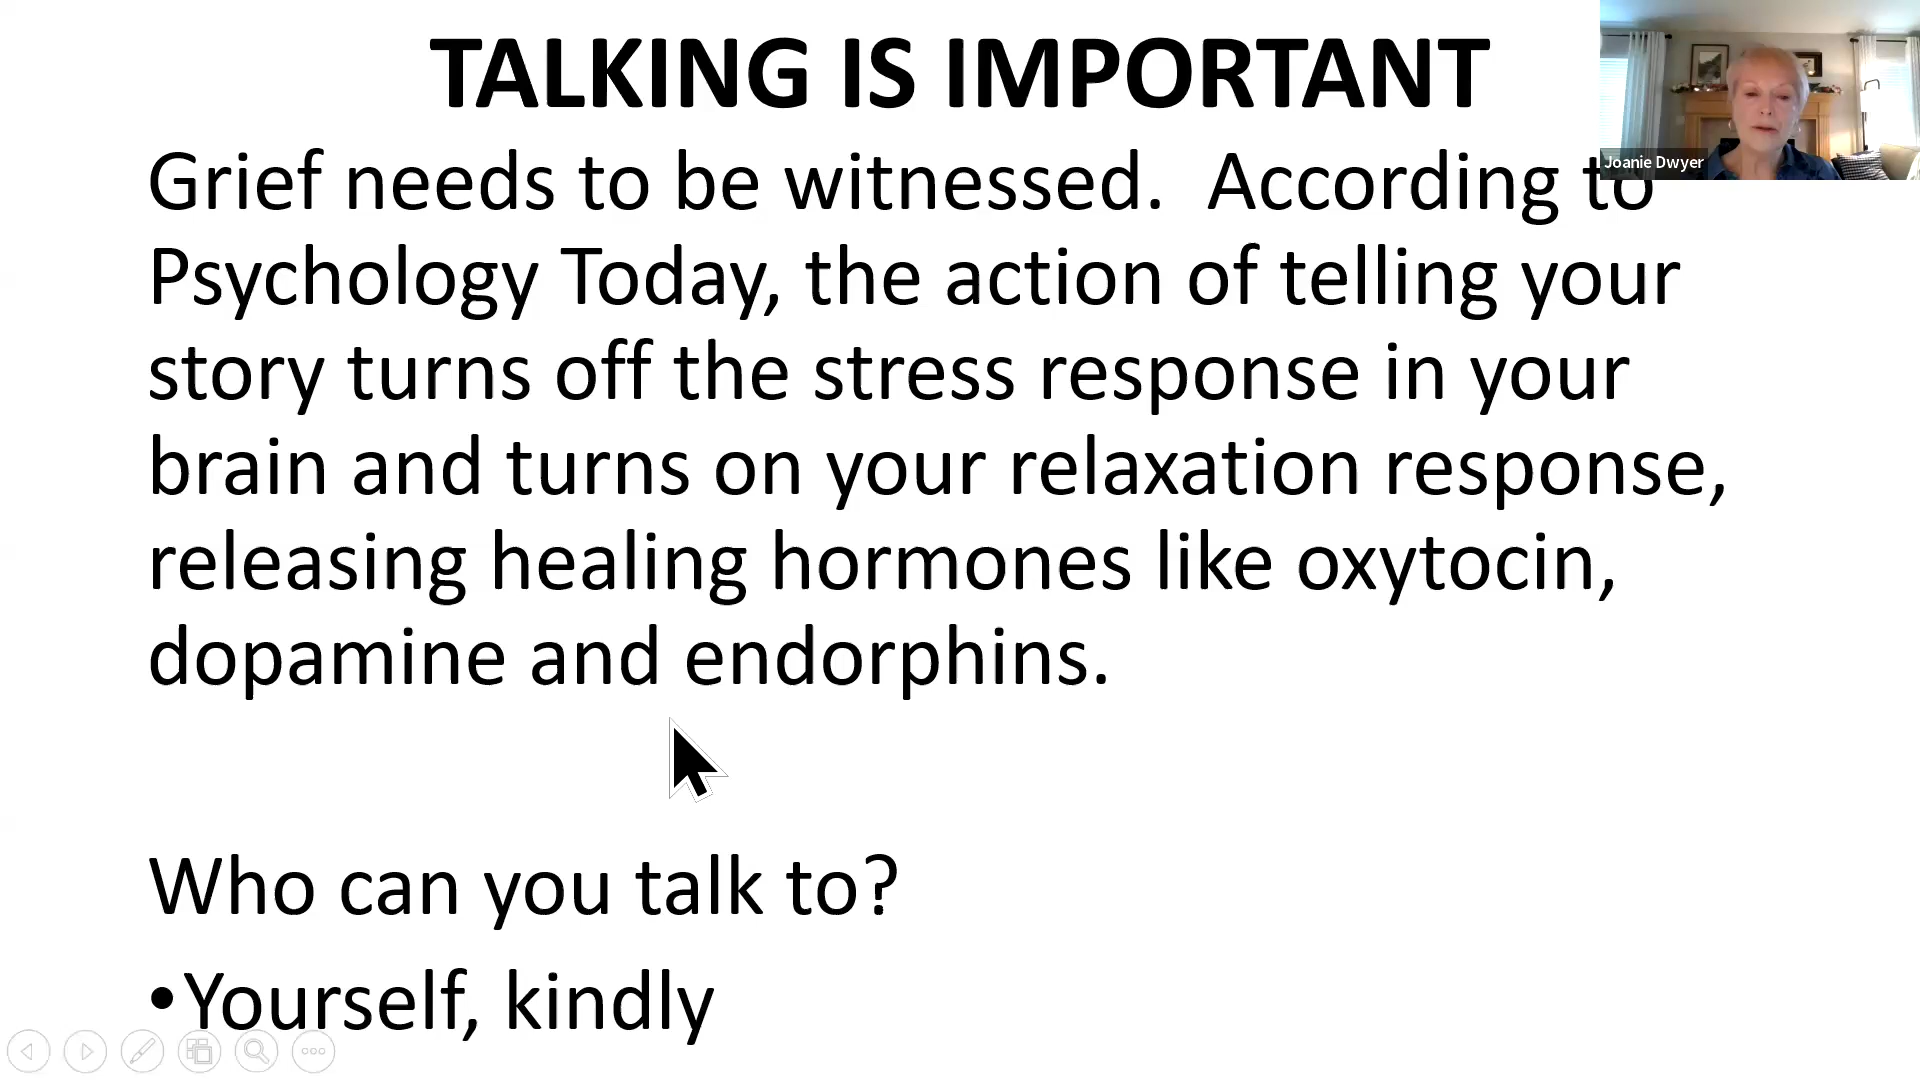 TALKING IS IMPORTANT
Joanie Dwyer
Grief needs to be witnessed.  According to
Psychology Today, the action of telling your
story turns off the stress response in your
brain and turns on your relaxation response,
releasing healing hormones like oxytocin,
dopamine and endorphins.
Who can you talk to?
•Yourself, kindly